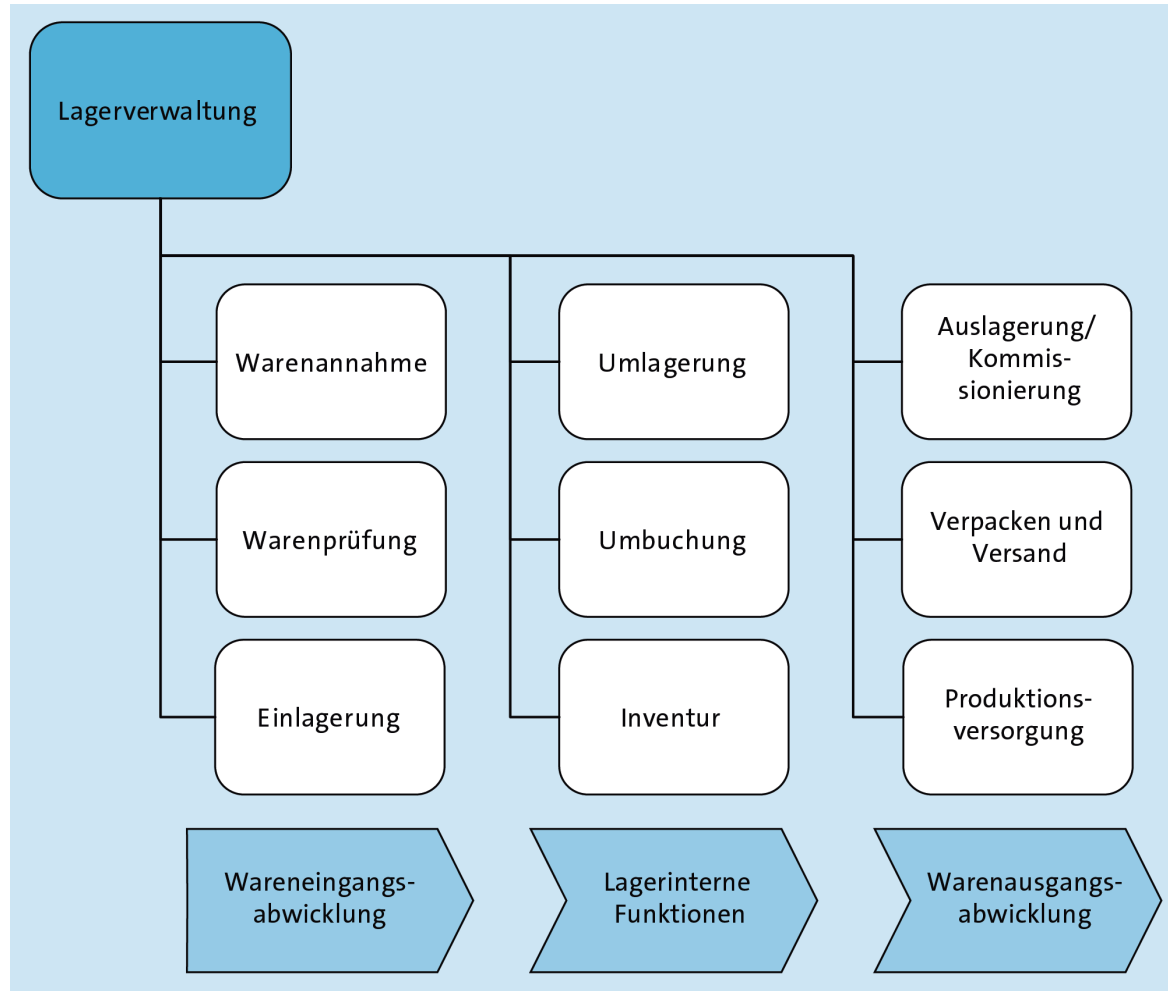 Lagerverwaltung
Warenannahme
Umlagerung
Auslagerung/
Kommis-
sionierung
Warenprüfung
Umbuchung
Verpacken und
Versand
Einlagerung
Inventur
Produktions-
versorgung
Wareneingangs-
abwicklung
Lagerinterne
Funktionen
Warenausgangs-
abwicklung